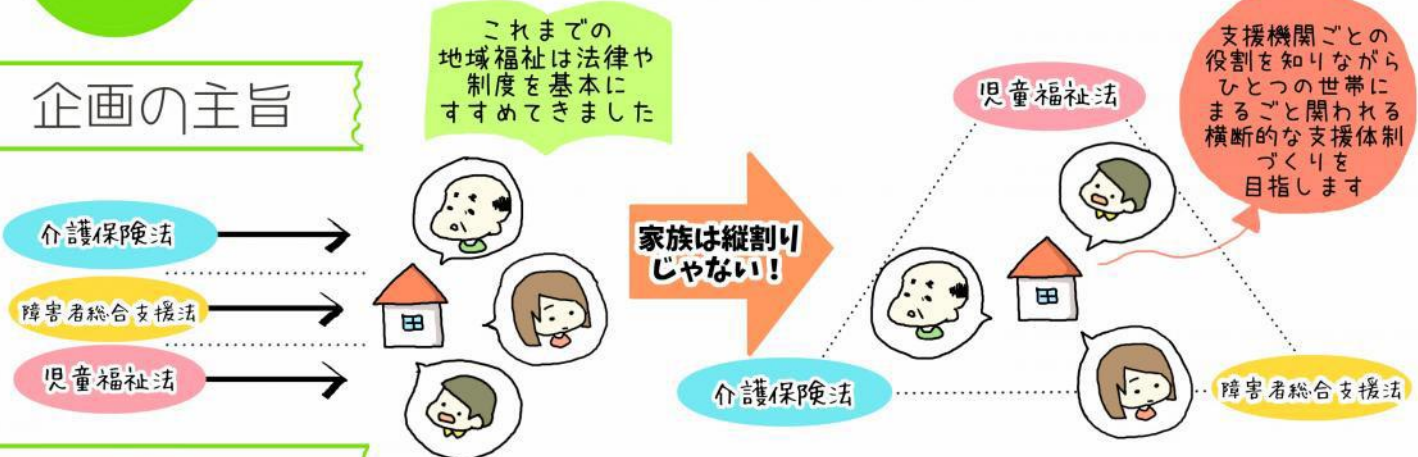 企画の主旨
これまでの
地域福祉は法律や
制度を基本に
すすめてきました
介護保険法
障害者総合支援法
児童福祉法
家族は縦割り
じゃない！
児童福祉法
介護保険法
障害者総合支援法
支援機関ごとの
役割を知りながら
ひとつの世帯に
まるごと関われる
横断的な支援体制
づくりを
目指します